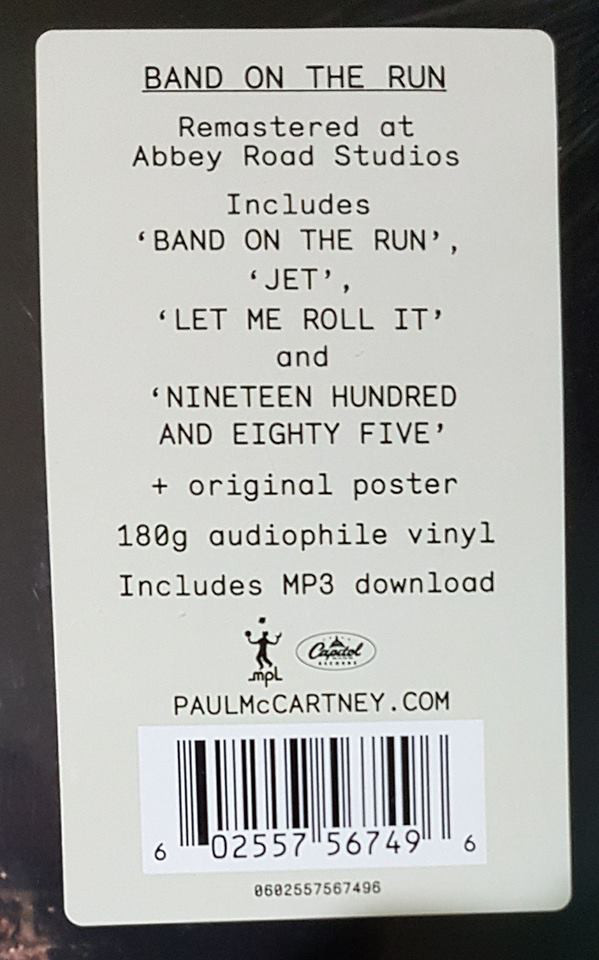 BAND ON THE RUN
Remastered at
Abbey Road Studios
Includes
‘BAND ON THE RUN’,
‘JET’,
‘LET ME ROLL IT’
and
‘NINETEEN HUNDRED
AND EIGHTY FIVE’
+ original poster
180g audiophile vinyl
Includes MP3 download
mpl
Capitol
RECORDS
PAULMcCARTNEY.COM
6 02557 56749 6
0602557567496